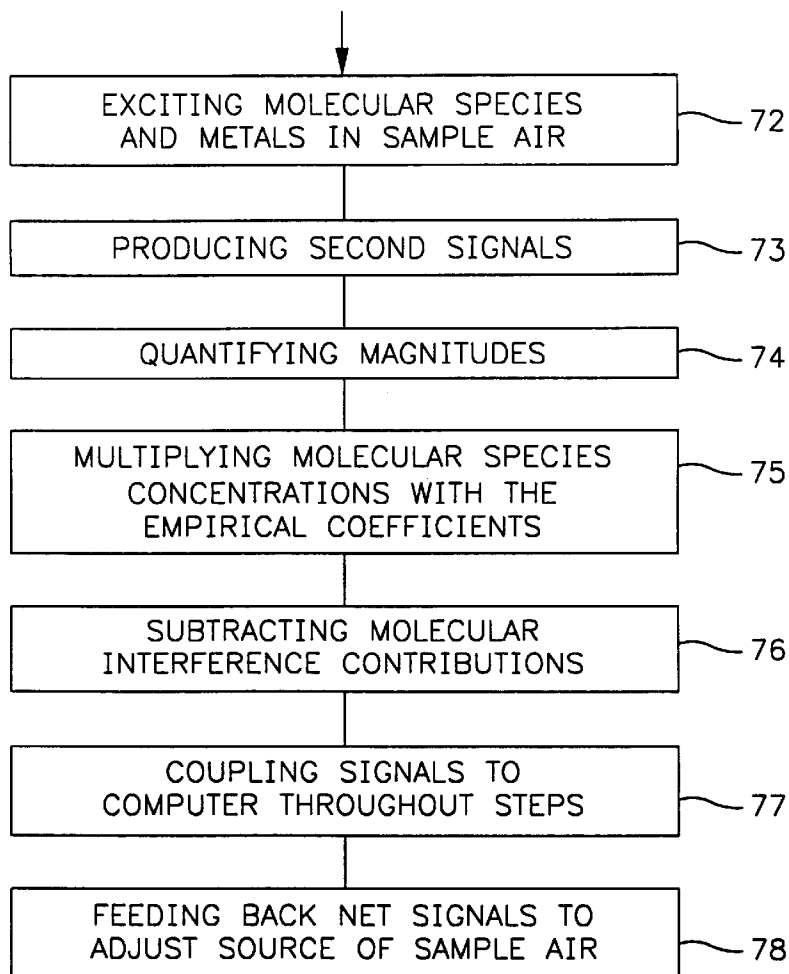 EXCITING MOLECULAR SPECIES
AND METALS IN SAMPLE AIR
72
PRODUCING SECOND SIGNALS
73
QUANTIFYING MAGNITUDES
74
MULTIPLYING MOLECULAR SPECIES
CONCENTRATIONS WITH THE
EMPIRICAL COEFFICIENTS
75
SUBTRACTING MOLECULAR
INTERFERENCE CONTRIBUTIONS
76
COUPLING SIGNALS TO
COMPUTER THROUGHOUT STEPS
77
FEEDING BACK NET SIGNALS TO
ADJUST SOURCE OF SAMPLE AIR
78